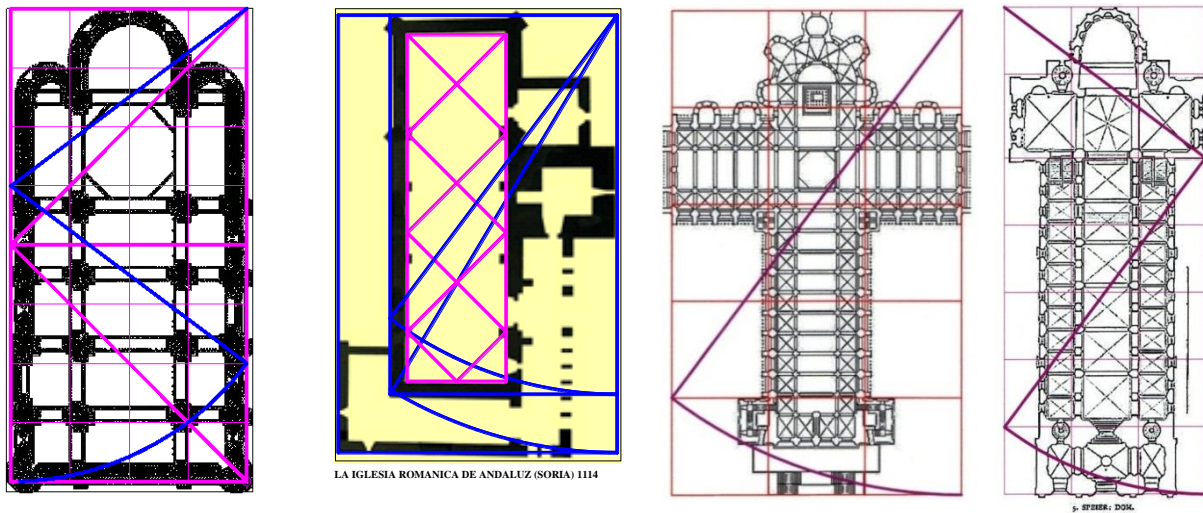 LA IGLESIA ROMANICA DE ANDALUZ (SORIA) 1114
5. SPEIER: DOM.